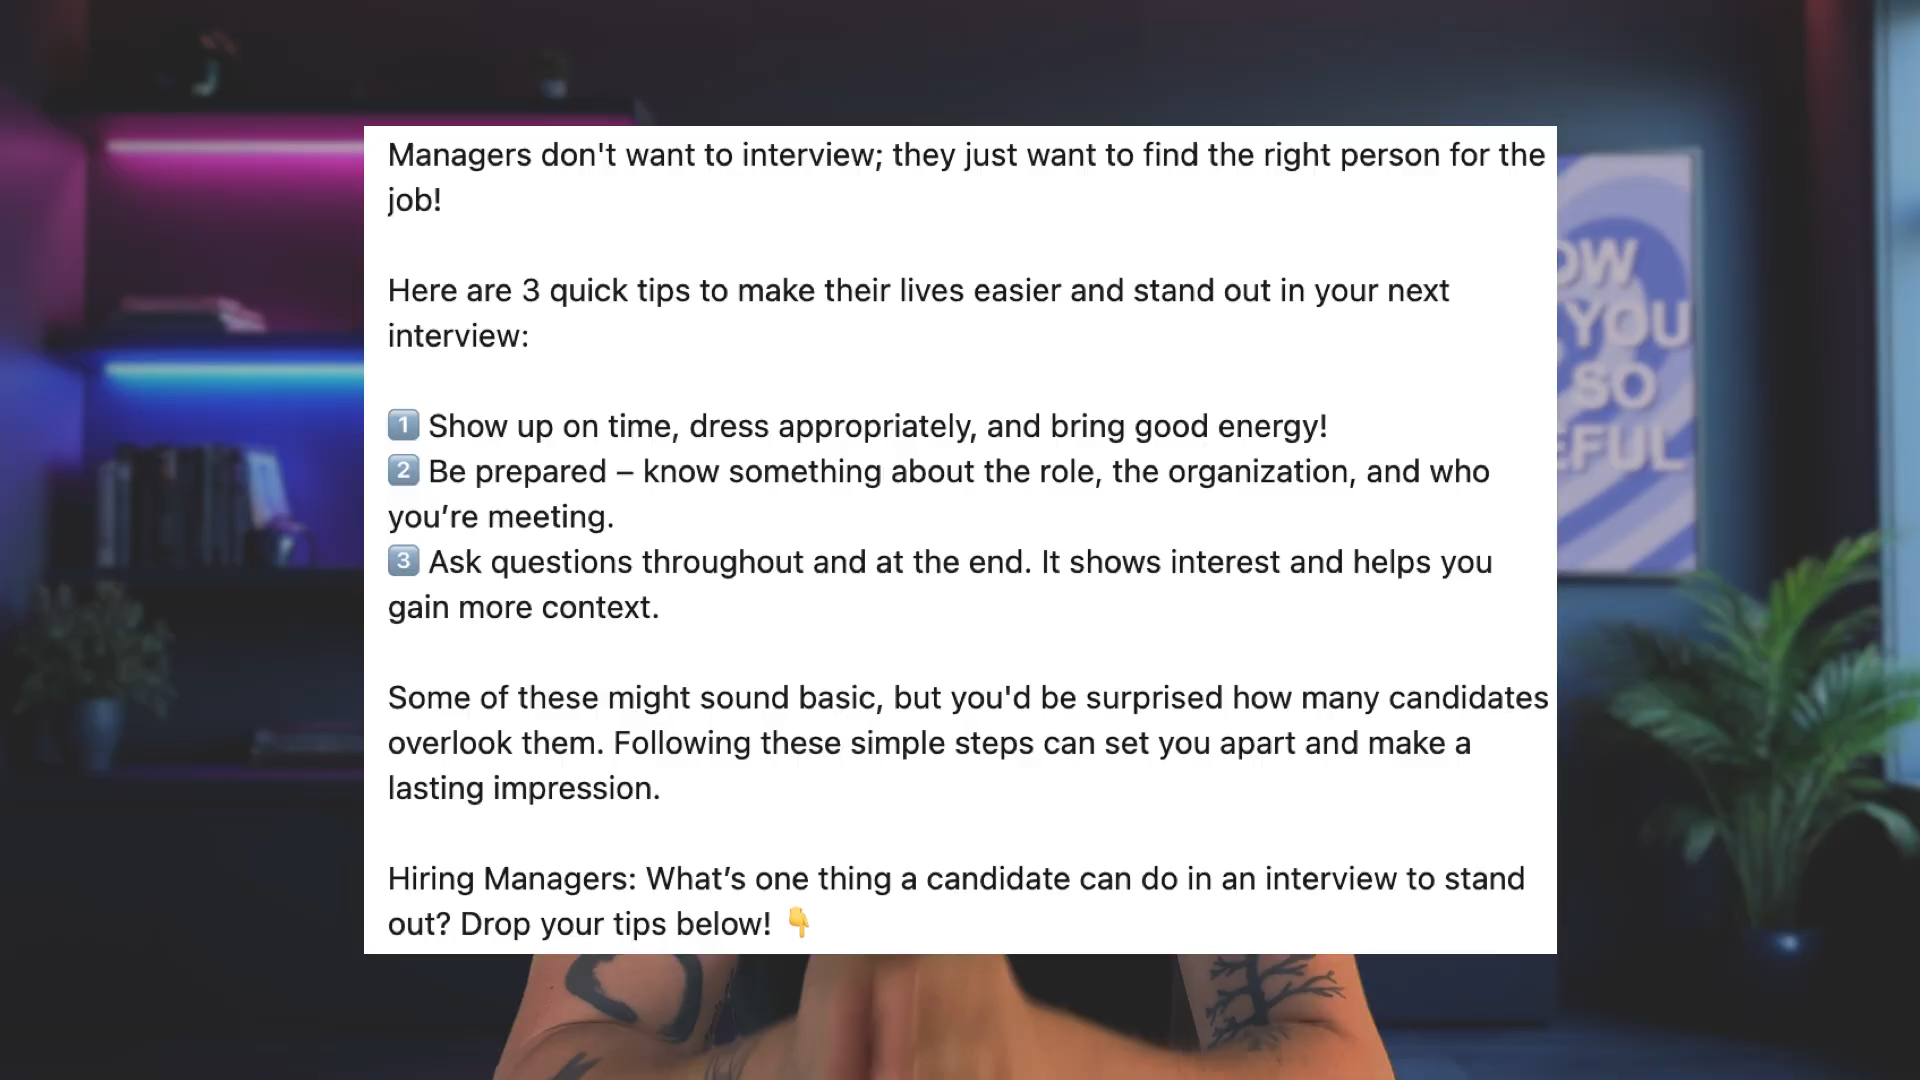 Managers don't want to interview; they just want to find the right person for the
job!
Here are 3 quick tips to make their lives easier and stand out in your next
interview:
1️⃣ Show up on time, dress appropriately, and bring good energy!
2️⃣ Be prepared – know something about the role, the organization, and who
you’re meeting.
3️⃣ Ask questions throughout and at the end. It shows interest and helps you
gain more context.
Some of these might sound basic, but you'd be surprised how many candidates
overlook them. Following these simple steps can set you apart and make a
lasting impression.
Hiring Managers: What’s one thing a candidate can do in an interview to stand
out? Drop your tips below! 👇
YOU
SO